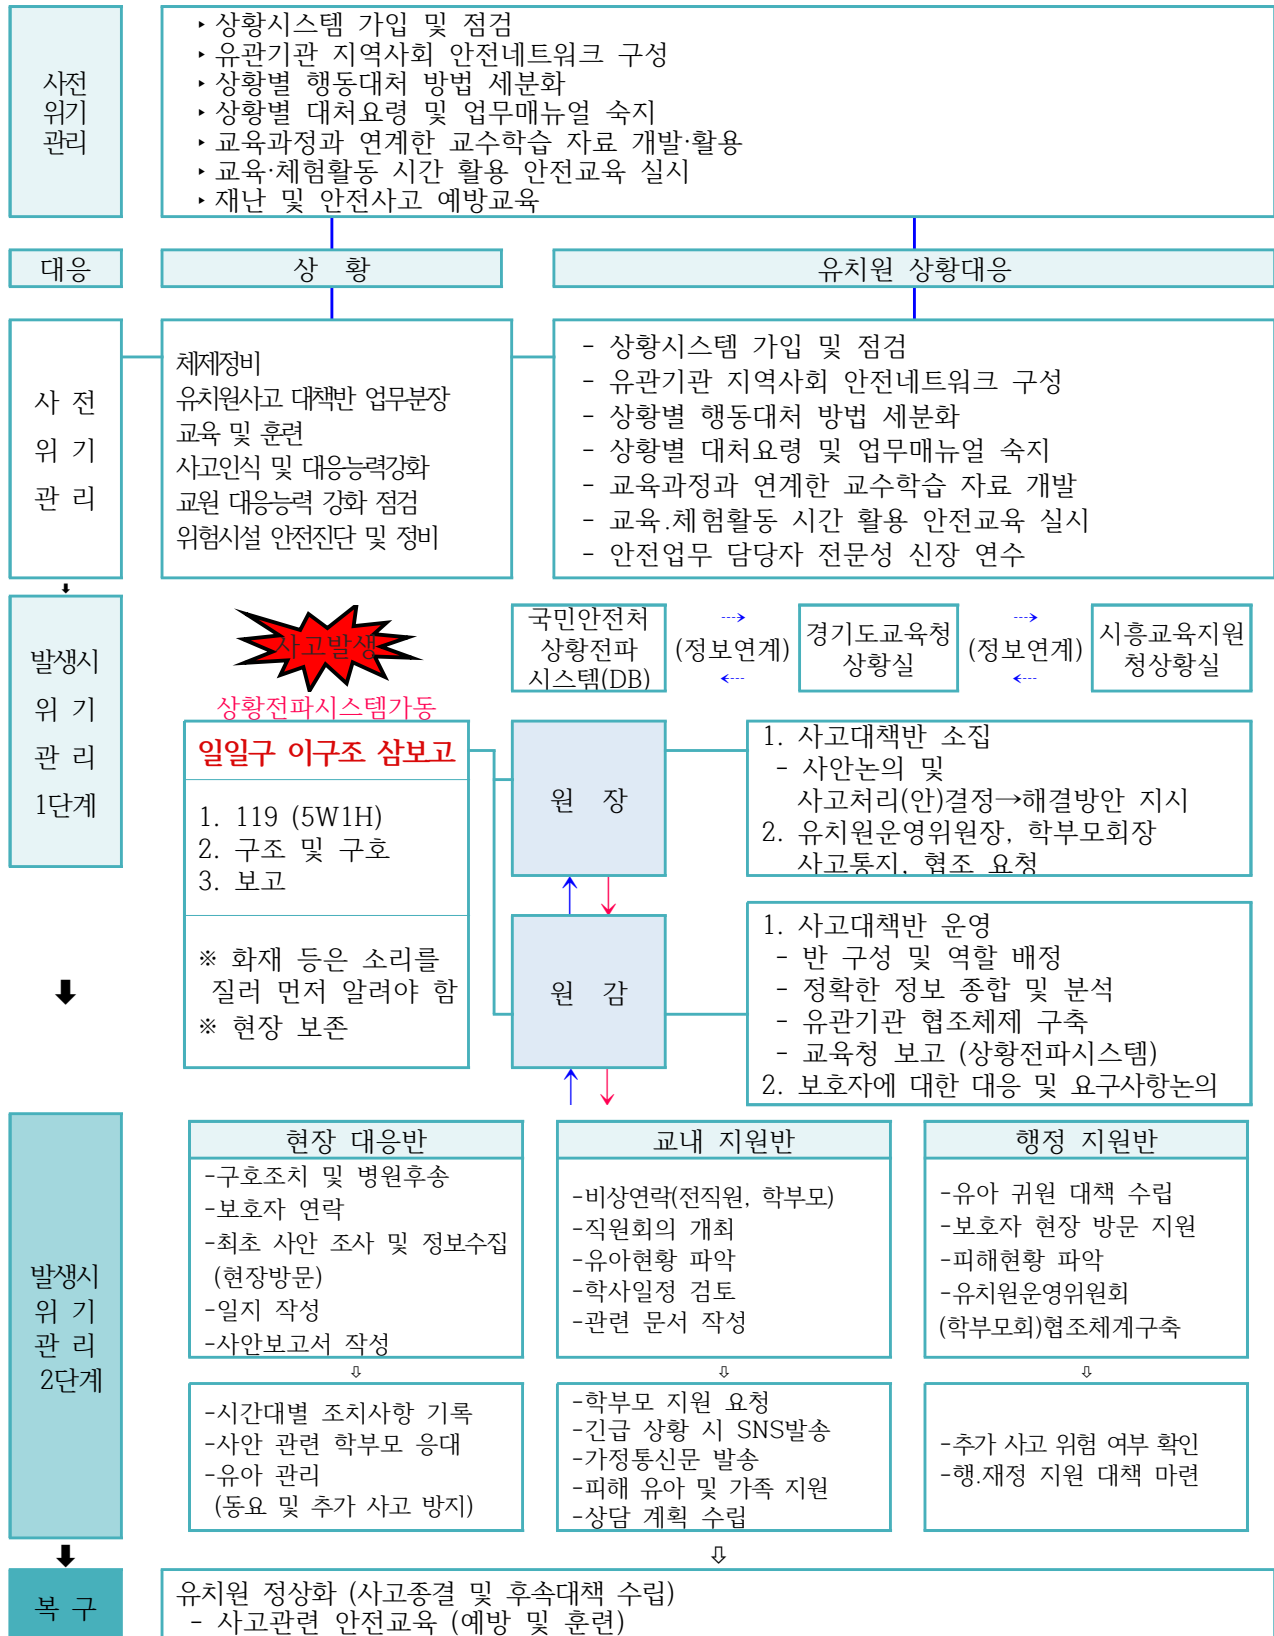 사전
위기
관리
‣상황시스템 가입 및 점검
‣유관기관 지역사회 안전네트워크 구성
‣상황별 행동대처 방법 세분화
‣상황별 대처요령 및 업무매뉴얼 숙지
‣교육과정과 연계한 교수학습 자료 개발·활용
‣교육·체험활동 시간 활용 안전교육 실시
‣재난 및 안전사고 예방교육
대응
상 황
유치원 상황대응
사 전
위 기
관 리
체제정비
유치원사고 대책반 업무분장
교육 및 훈련
사고인식 및 대응능력강화
교원 대응능력 강화 점검
위험시설 안전진단 및 정비
- 상황시스템 가입 및 점검
- 유관기관 지역사회 안전네트워크 구성
- 상황별 행동대처 방법 세분화
- 상황별 대처요령 및 업무매뉴얼 숙지
- 교육과정과 연계한 교수학습 자료 개발
- 교육.체험활동 시간 활용 안전교육 실시
- 안전업무 담당자 전문성 신장 연수
발생시
위 기
관 리
1단계
사고발생
상황전파시스템가동
국민안전처
상황전파
시스템(DB)
(정보연계)
경기도교육청
상황실
(정보연계)
시흥교육지원
청상황실
일일구 이구조 삼보고
1. 119 (5W1H)
2. 구조 및 구호
3. 보고
※ 화재 등은 소리를
질러 먼저 알려야 함
※ 현장 보존
원 장
1. 사고대책반 소집
- 사안논의 및
사고처리(안)결정→해결방안 지시
2. 유치원운영위원장, 학부모회장
사고통지, 협조 요청
원 감
1. 사고대책반 운영
- 반 구성 및 역할 배정
- 정확한 정보 종합 및 분석
- 유관기관 협조체제 구축
- 교육청 보고 (상황전파시스템)
2. 보호자에 대한 대응 및 요구사항논의
발생시
위 기
관 리
2단계
현장 대응반
-구호조치 및 병원후송
-보호자 연락
-최초 사안 조사 및 정보수집
(현장방문)
-일지 작성
-사안보고서 작성
교내 지원반
-비상연락(전직원, 학부모)
-직원회의 개최
-유아현황 파악
-학사일정 검토
-관련 문서 작성
행정 지원반
-유아 귀원 대책 수립
-보호자 현장 방문 지원
-피해현황 파악
-유치원운영위원회
(학부모회)협조체계구축
-시간대별 조치사항 기록
-사안 관련 학부모 응대
-유아 관리
(동요 및 추가 사고 방지)
-학부모 지원 요청
-긴급 상황 시 SNS발송
-가정통신문 발송
-피해 유아 및 가족 지원
-상담 계획 수립
-추가 사고 위험 여부 확인
-행.재정 지원 대책 마련
복 구
유치원 정상화 (사고종결 및 후속대책 수립)
- 사고관련 안전교육 (예방 및 훈련)